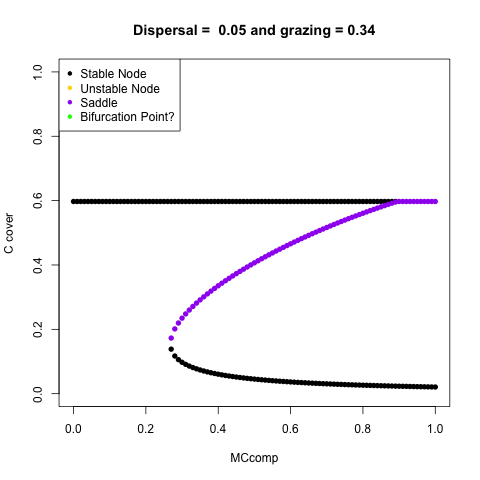 Dispersal =  0.05 and grazing = 0.34
Stable Node
Unstable Node
Saddle
Bifurcation Point?
C cover
1.0
0.8
0.6
0.4
0.2
0.0
0.0 0.2 0.4 0.6 0.8 1.0
MCcomp